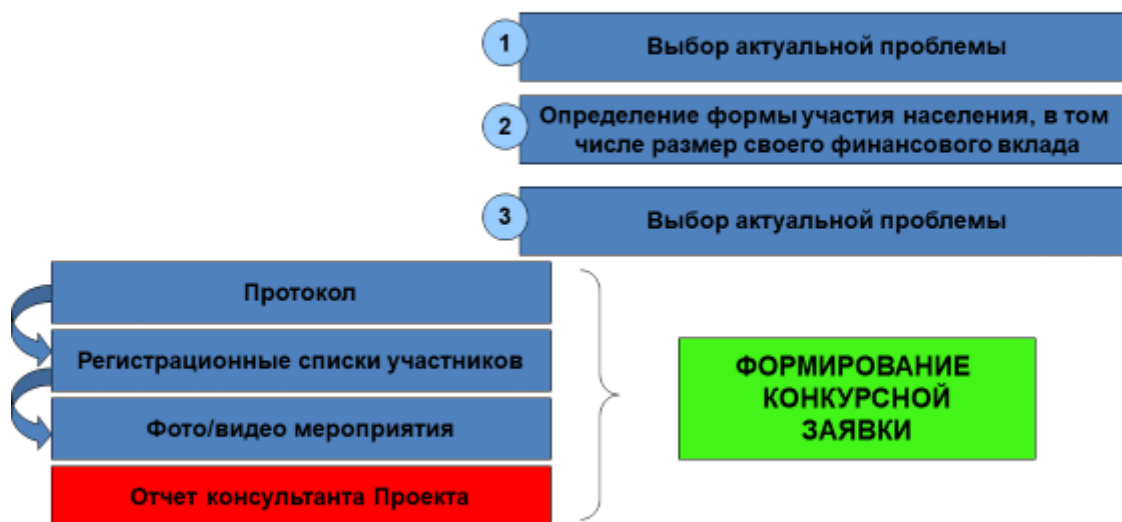 1
Выбор актуальной проблемы
2
Определение формы участия населения, в том
числе размер своего финансового вклада
3
Выбор актуальной проблемы
Протокол
Регистрационные списки участников
Фото/видео мероприятия
Отчет консультанта Проекта
ФОРМИРОВАНИЕ
КОНКУРСНОЙ
ЗАЯВКИ